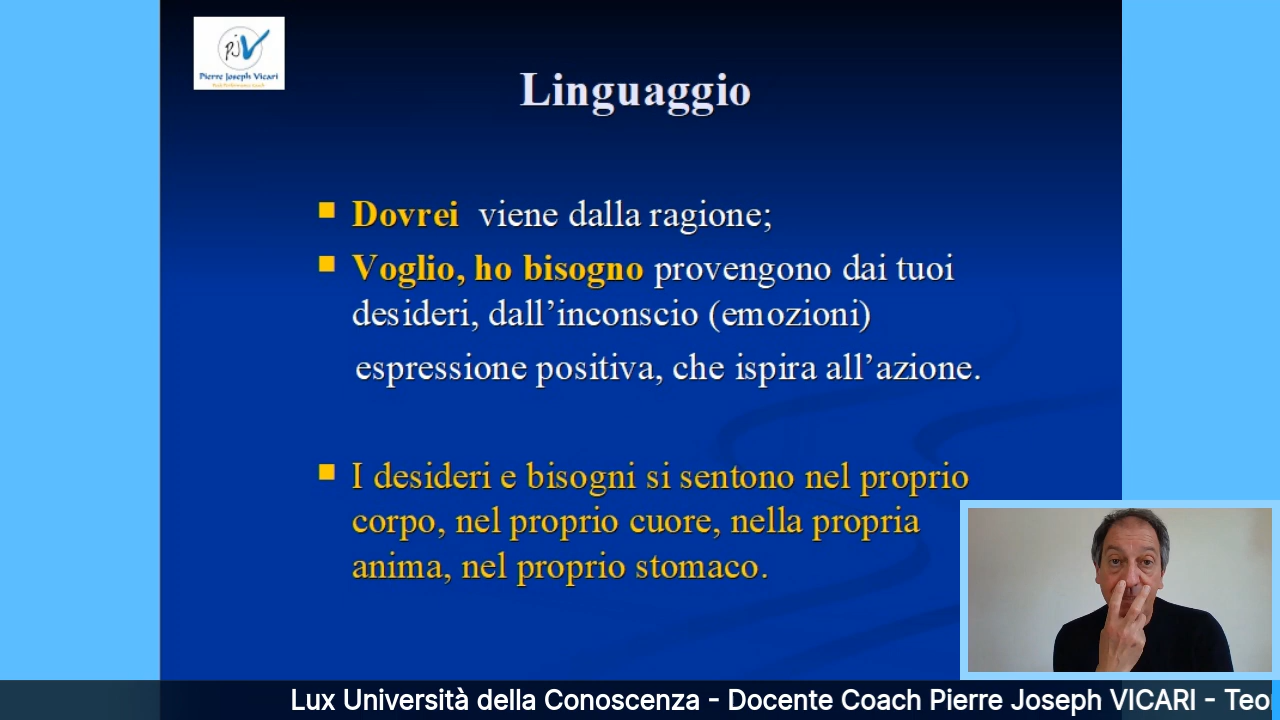 PJV
Pierre Joseph Vicari
Linguaggio
Dovrei viene dalla ragione;
Voglio, ho bisogno provengono dai tuoi
desideri, dall’inconscio (emozioni)
espressione positiva, che ispira all’azione.
I desideri e bisogni si sentono nel proprio
corpo, nel proprio cuore, nella propria
anima, nel proprio stomaco.
Lux Università della Conoscenza - Docente Coach Pierre Joseph VICARI - Teor